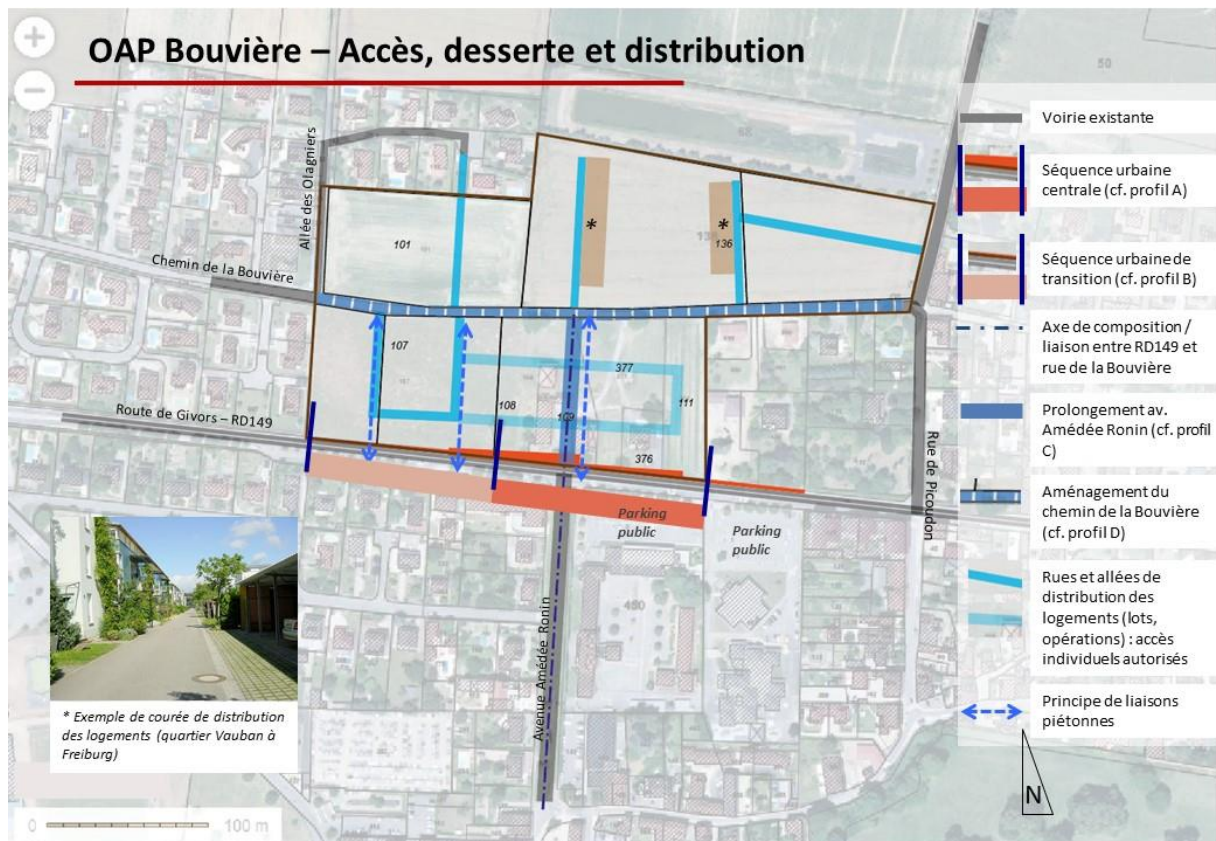 OAP Bouvière – Accès, desserte et distribution
50
68
Voirie existante
Séquence urbaine
centrale (cf. profil A)
Séquence urbaine de
transition (cf. profil B)
Axe de composition /
liaison entre RD149 et
rue de la Bouvière
Prolongement av.
Amédée Ronin (cf. profil
C)
Aménagement du
chemin de la Bouvière
(cf. profil D)
Rues et allées de
distribution des
logements (lots,
opérations) : accès
individuels autorisés
Principe de liaisons
piétonnes
N
Allée des Olagniers
Chemin de la Bouvière
101
*
*
136
107
377
108
109
111
376
Route de Givors – RD149
Rue de Picoudon
Parking
public
Parking
public
450
Avenue Amédée Ronin
* Exemple de courée de distribution
des logements (quartier Vauban à
Freiburg)
0
100 m